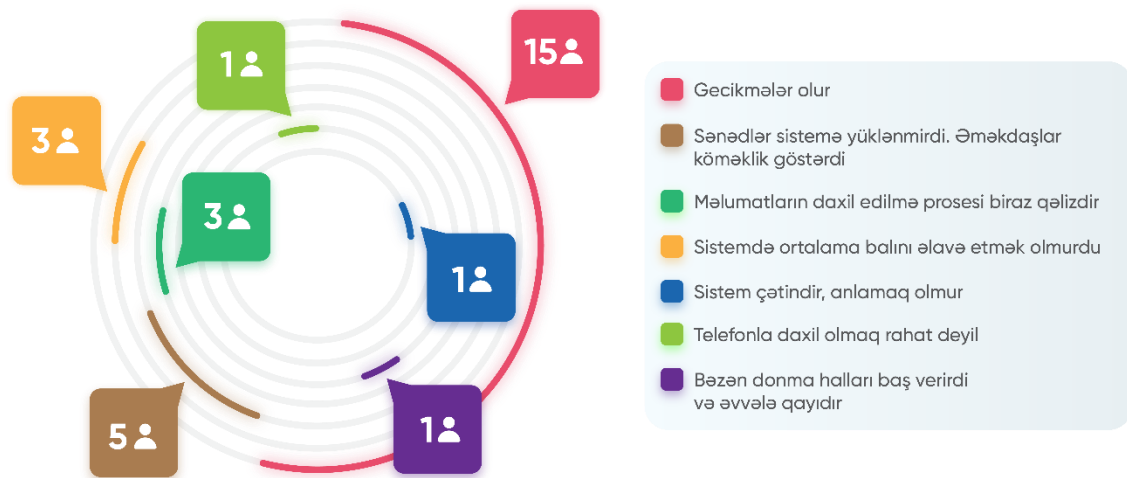 1
15
3
3
1
5
1
Gecikmələr olur
Sənədlər sistemə yüklənmirdi. Əməkdaşlar
köməklik göstərdi
Məlumatların daxil edilmə prosesi biraz qəlizdir
Sistemdə ortalama balını əlavə etmək olmurdu
Sistem çətindir, anlamaq olmur
Telefonla daxil olmaq rahat deyil
Bəzən donma halları baş verirdi
və əvvələ qayıdır